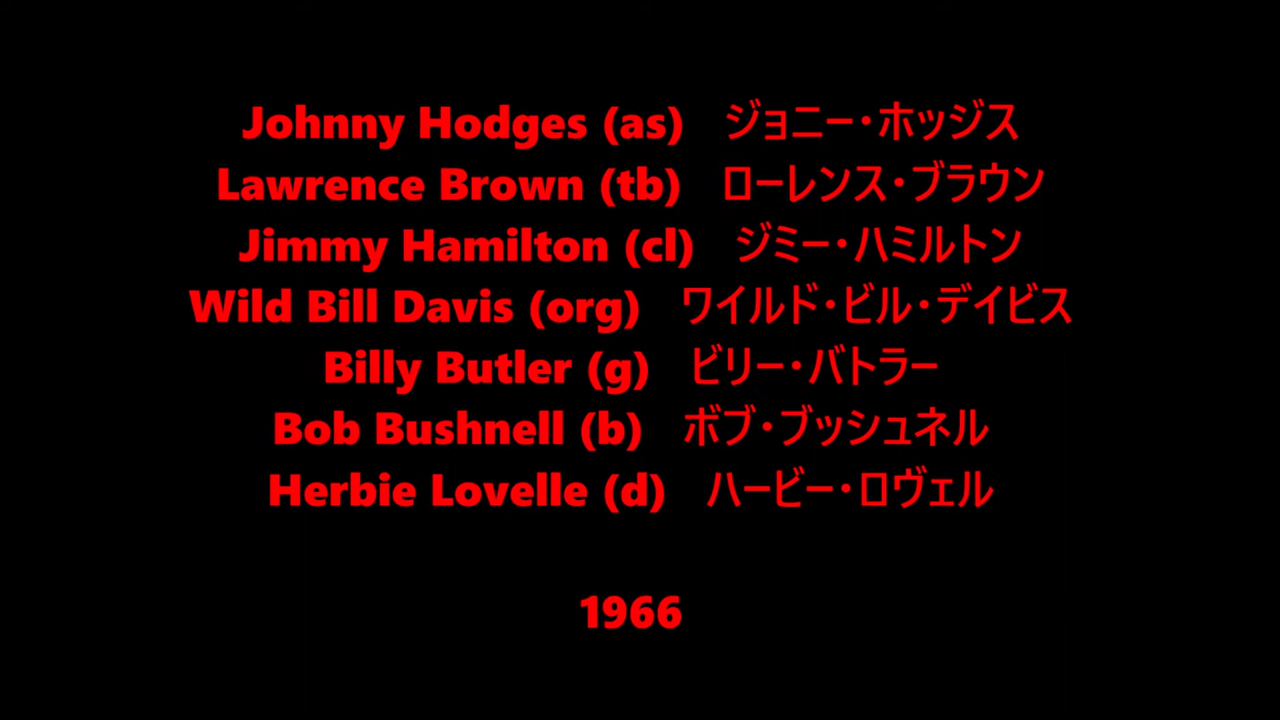 Johnny Hodges (as) ジョニー・ホッジス
Lawrence Brown (tb) ローレンス・ブラウン
Jimmy Hamilton (cl) ジミー・ハミルトン
Wild Bill Davis (org) ワイルド・ビル・デイビス
Billy Butler (g) ビリー・バトラー
Bob Bushnell (b) ボブ・ブッシュネル
Herbie Lovelle (d) ハービー・ロヴェル
1966